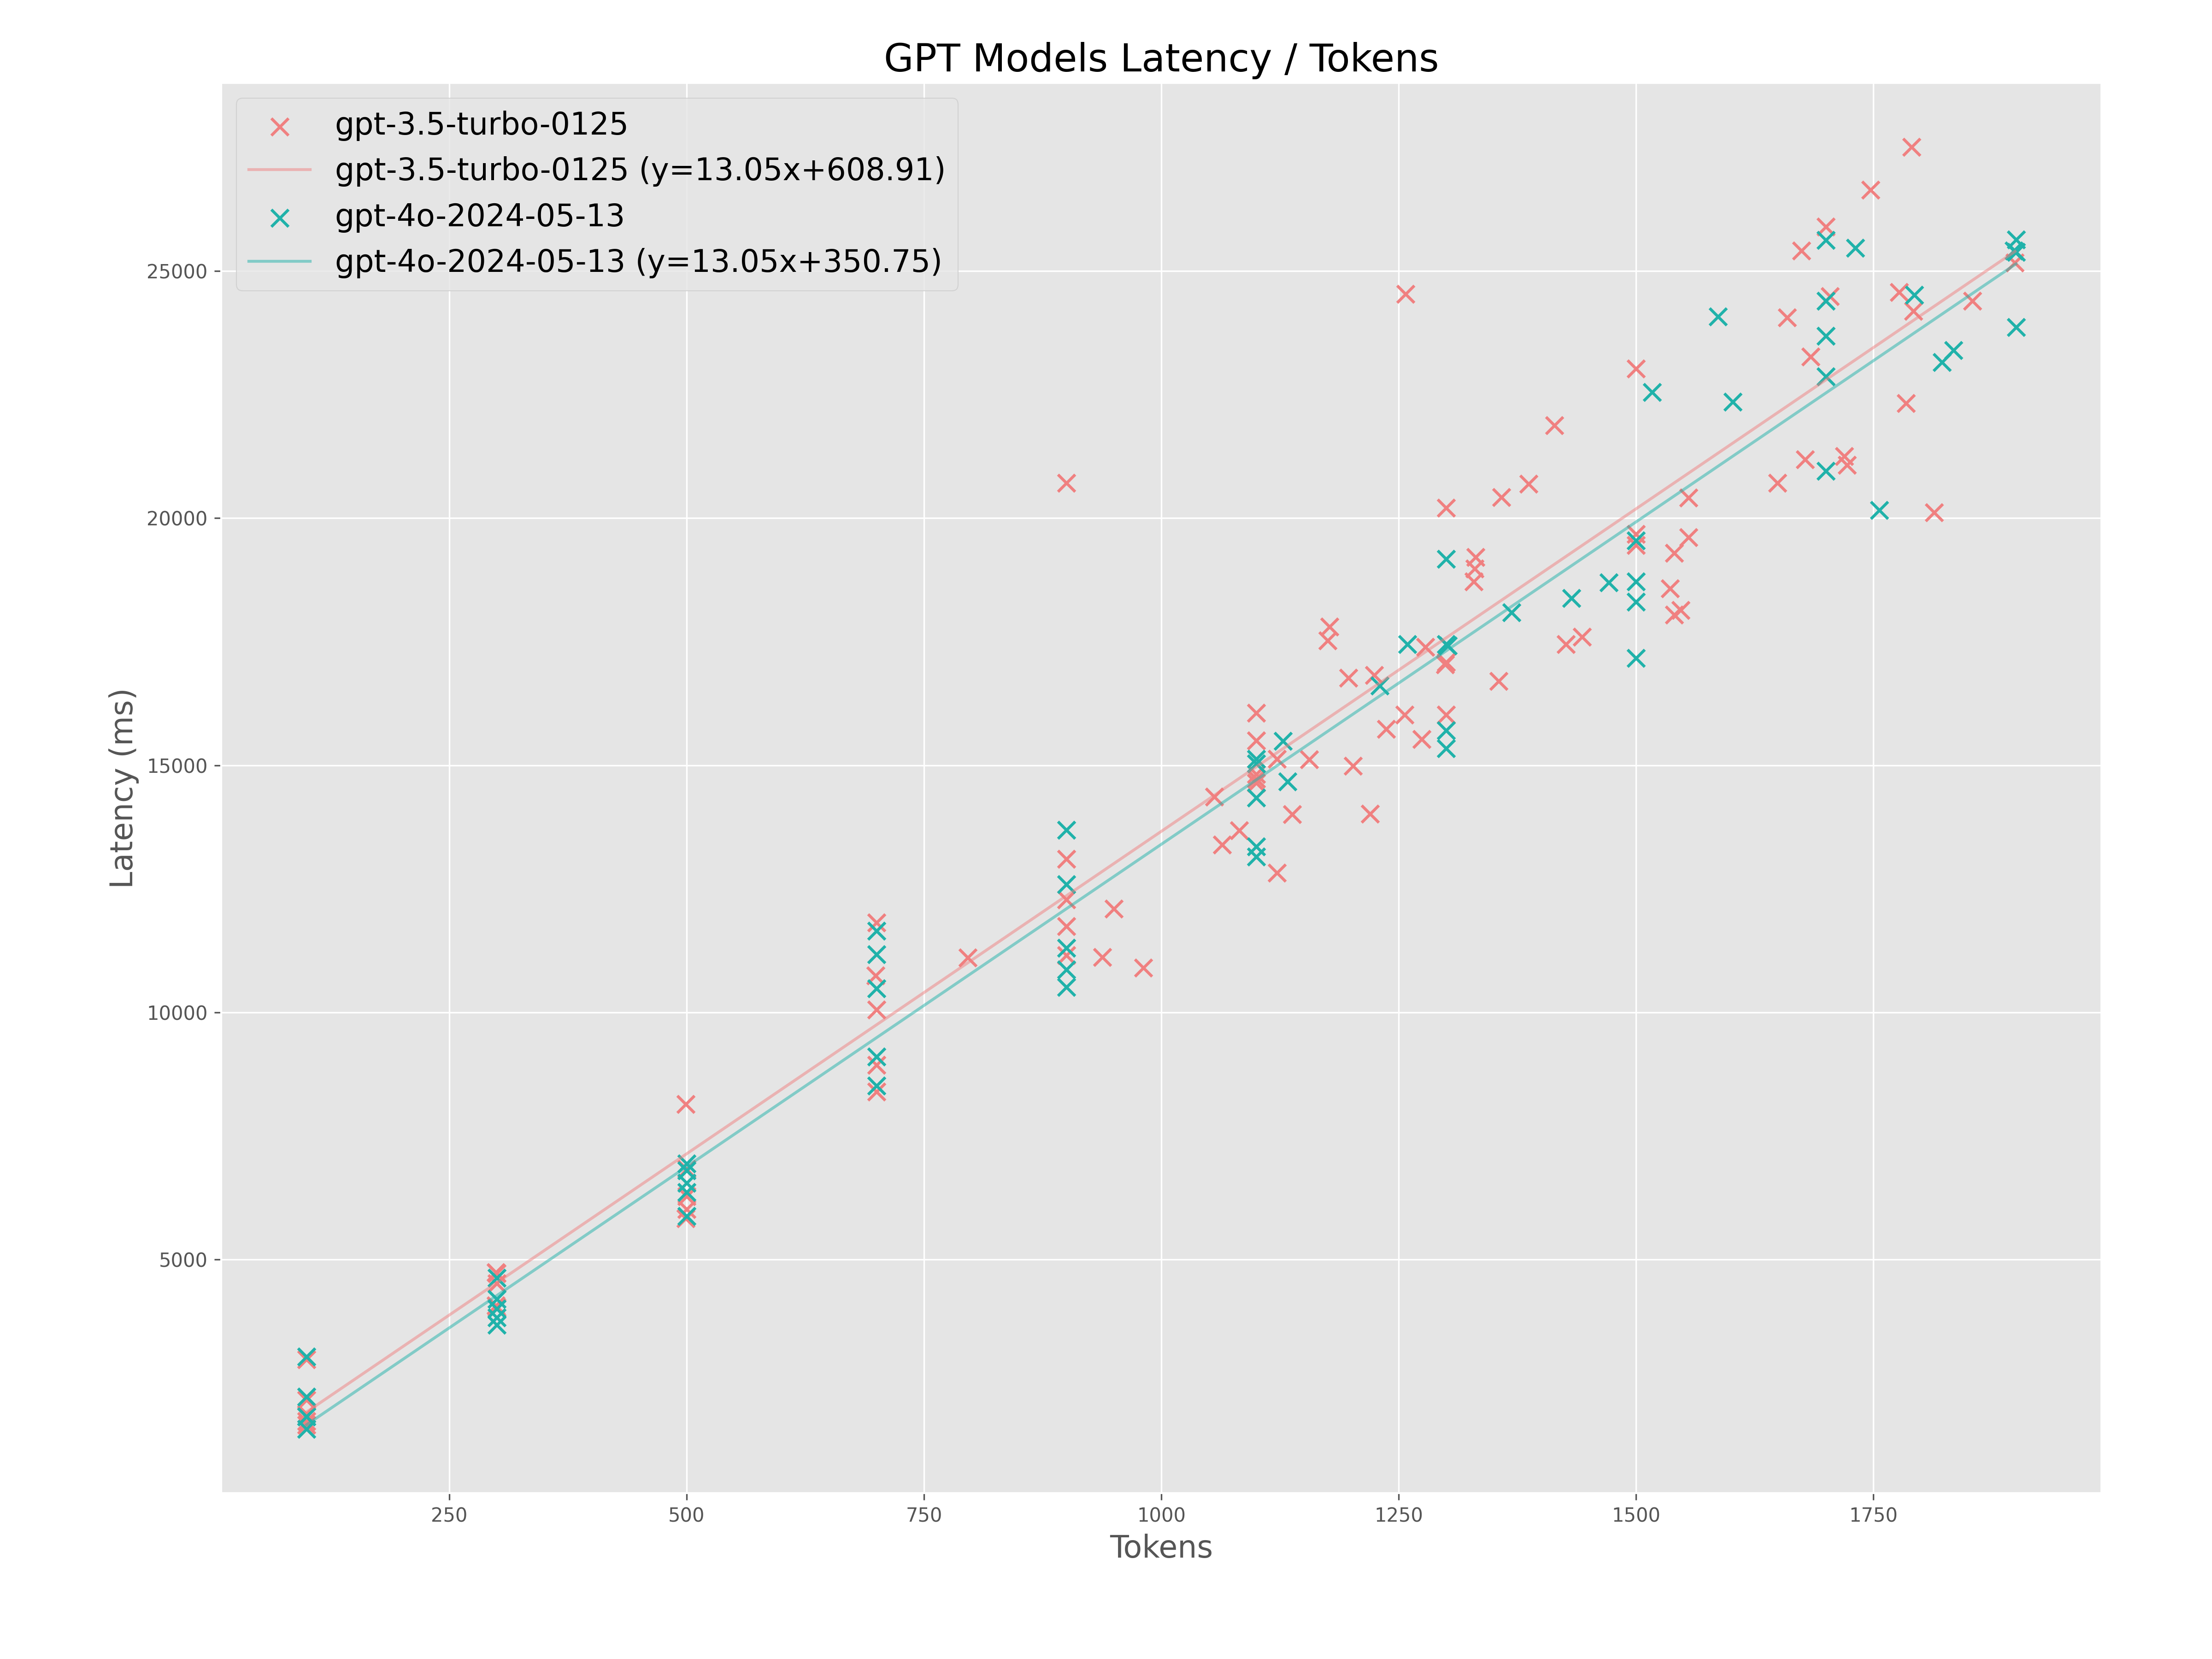 GPT Models Latency / Tokens
gpt-3.5-turbo-0125
gpt-3.5-turbo-0125 (y=13.05x+608.91)
gpt-4o-2024-05-13
gpt-4o-2024-05-13 (y=13.05x+350.75)
25000
20000
15000
10000
5000
Latency (ms)
250 500 750 1000 1250 1500 1750
Tokens